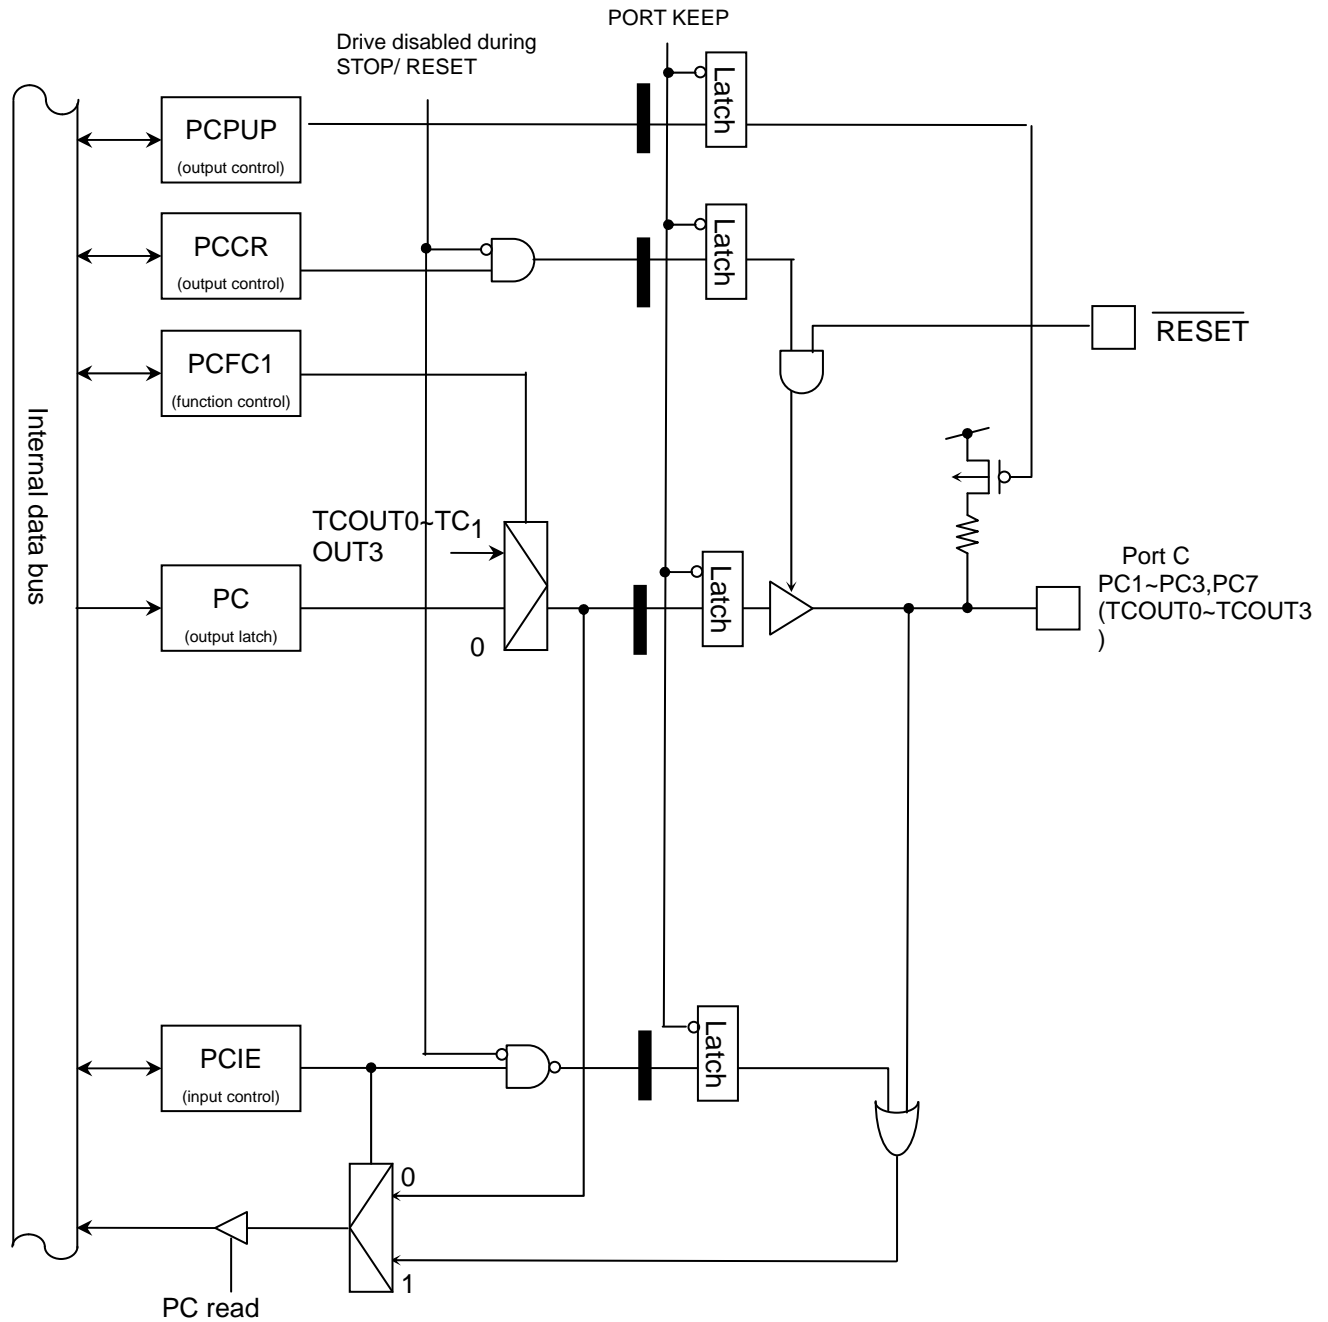 PORT KEEP
Drive disabled during
STOP/ RESET
Latch
PCPUP
(output control)
Latch
PCCR
(output control)
RESET
PCFC1
(function control)
Internal data bus
TCOUT0~TC
OUT3
1
Latch
Port C
PC1~PC3,PC7
(TCOUT0~TCOUT3
)
PC
(output latch)
0
Latch
PCIE
(input control)
0
1
PC read